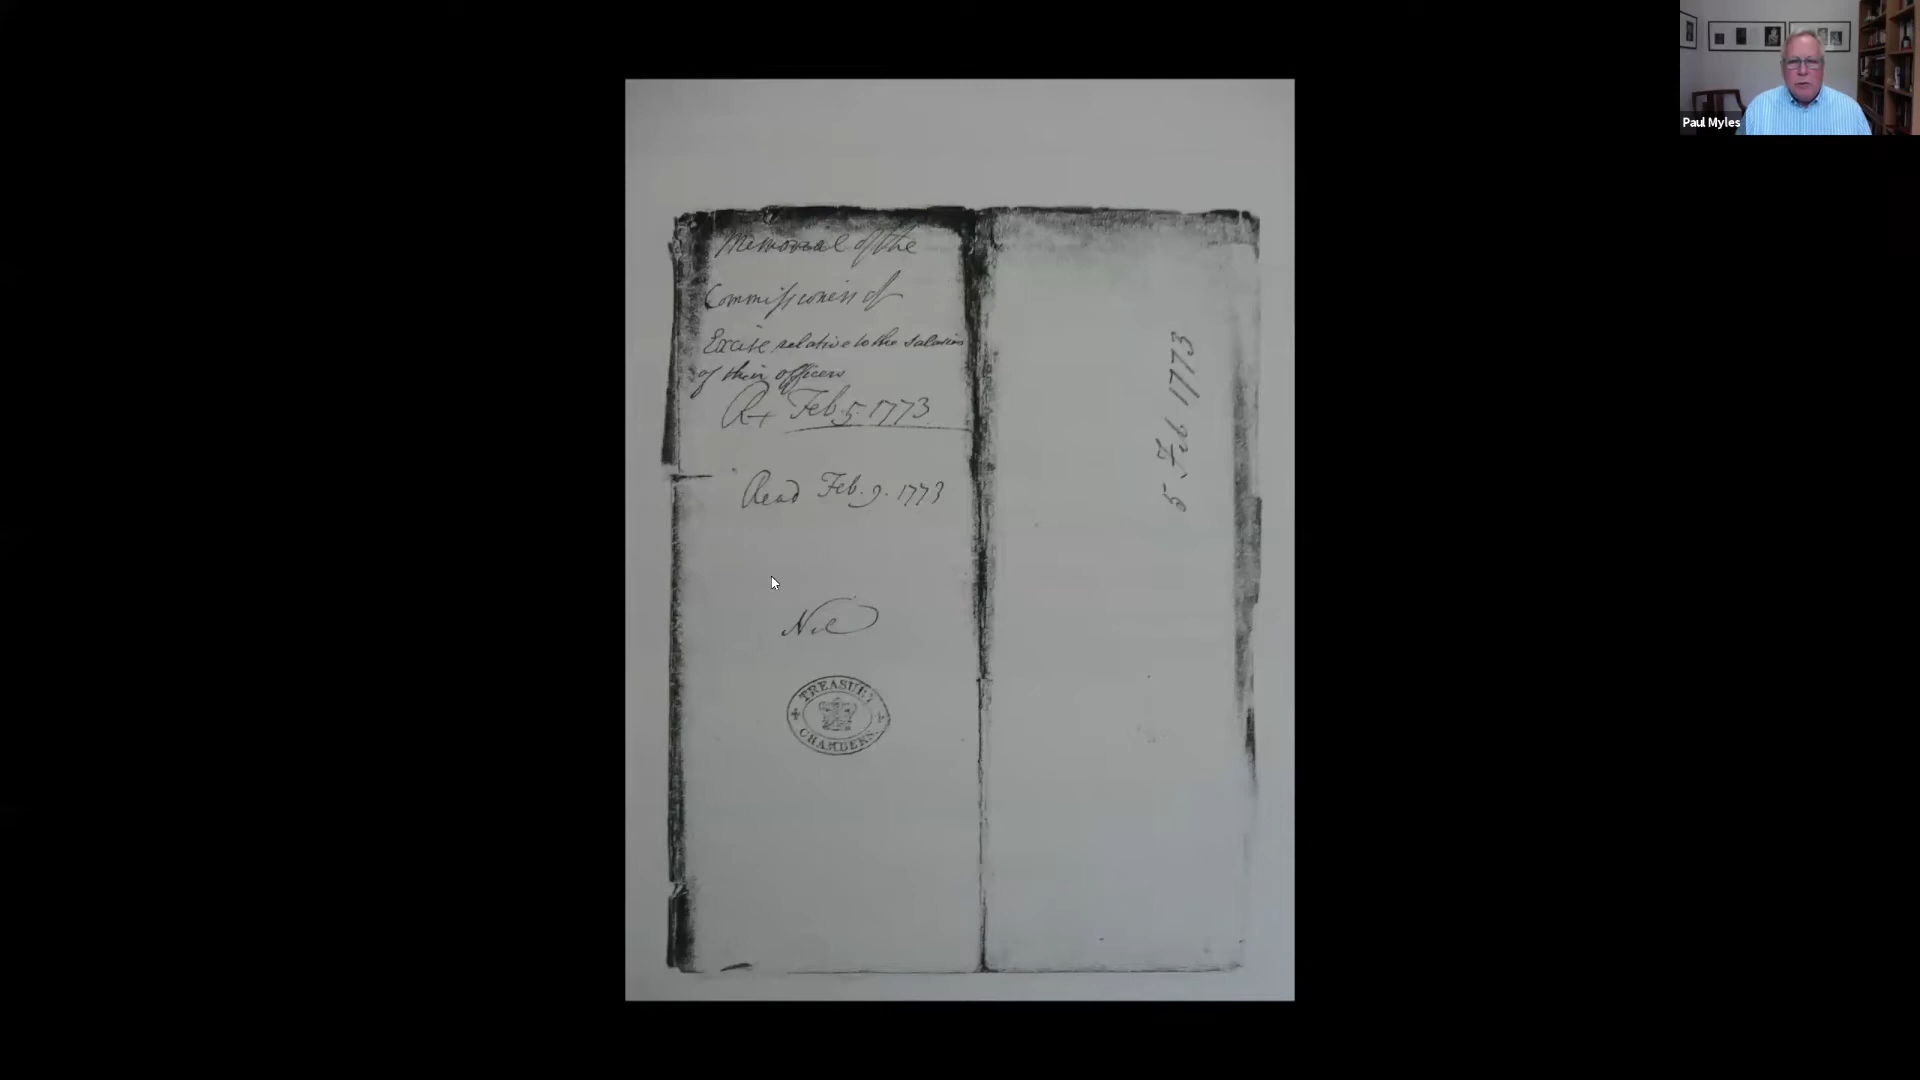 Memorial of the
Commissioners of
Excise relative to the salaries
of their officers
Rx Feb. 5. 1773
Read Feb. 9. 1773
Nil
TREASURY
CHAMBERS.
5 Feb 1773
Paul Myles